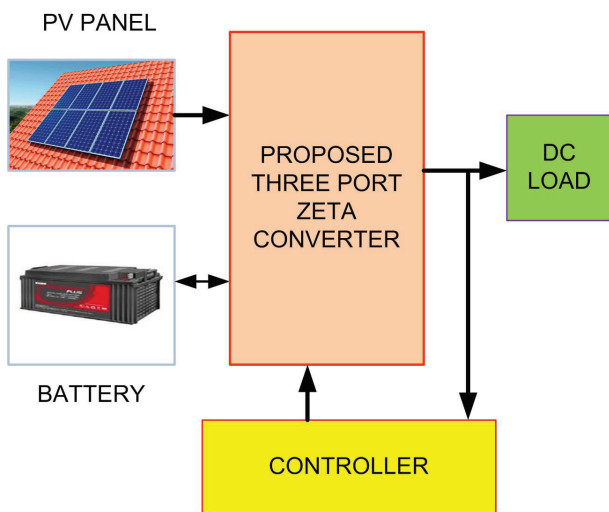 PV PANEL
PROPOSED
THREE PORT
ZETA
CONVERTER
DC
LOAD
BATTERY
CONTROLLER